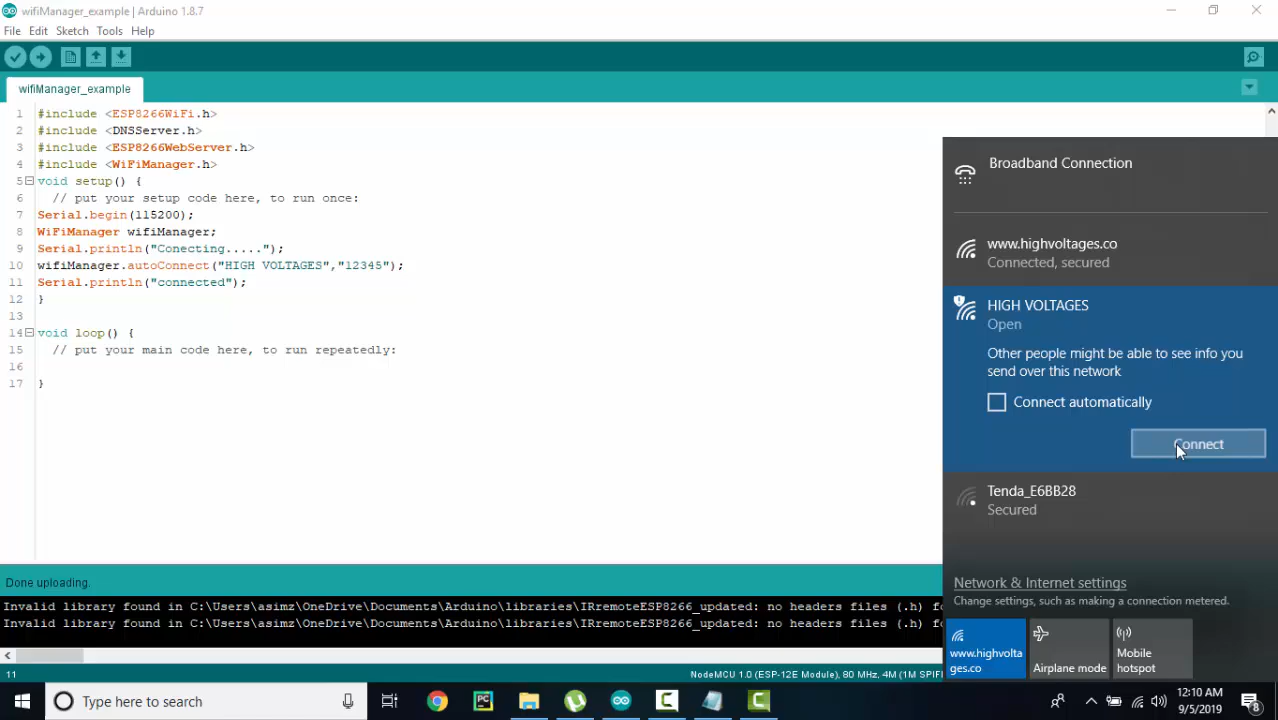 wifiManager_example | Arduino 1.8.7
File Edit Sketch Tools Help
wifiManager_example
1 #include <ESP8266WiFi.h>
2 #include <DNSServer.h>
3 #include <ESP8266WebServer.h>
4 #include <WiFiManager.h>
5 void setup() {
6 // put your setup code here, to run once:
7 Serial.begin(115200);
8 WiFiManager wifiManager;
9 Serial.println("Conecting.....");
10 wifiManager.autoConnect("HIGH VOLTAGES","12345");
11 Serial.println("connected");
12 }
13
14 void loop() {
15 // put your main code here, to run repeatedly:
16
17 }
Broadband Connection
www.highvoltages.co
Connected, secured
HIGH VOLTAGES
Open
Other people might be able to see info you
send over this network
Connect automatically
Connect
Tenda_E6BB28
Secured
Network & Internet settings
Change settings, such as making a connection metered.
www.highvolta
ges.co
Airplane mode
Mobile
hotspot
Done uploading.
Invalid library found in C:\Users\asimz\OneDrive\Documents\Arduino\libraries\IRremoteESP8266_updated: no headers files (.h) fo
Invalid library found in C:\Users\asimz\OneDrive\Documents\Arduino\libraries\IRremoteESP8266_updated: no headers files (.h) fo
11
NodeMCU 1.0 (ESP-12E Module), 80 MHz, 4M (1M SPIF
Type here to search
PC
12:10 AM
9/5/2019
8